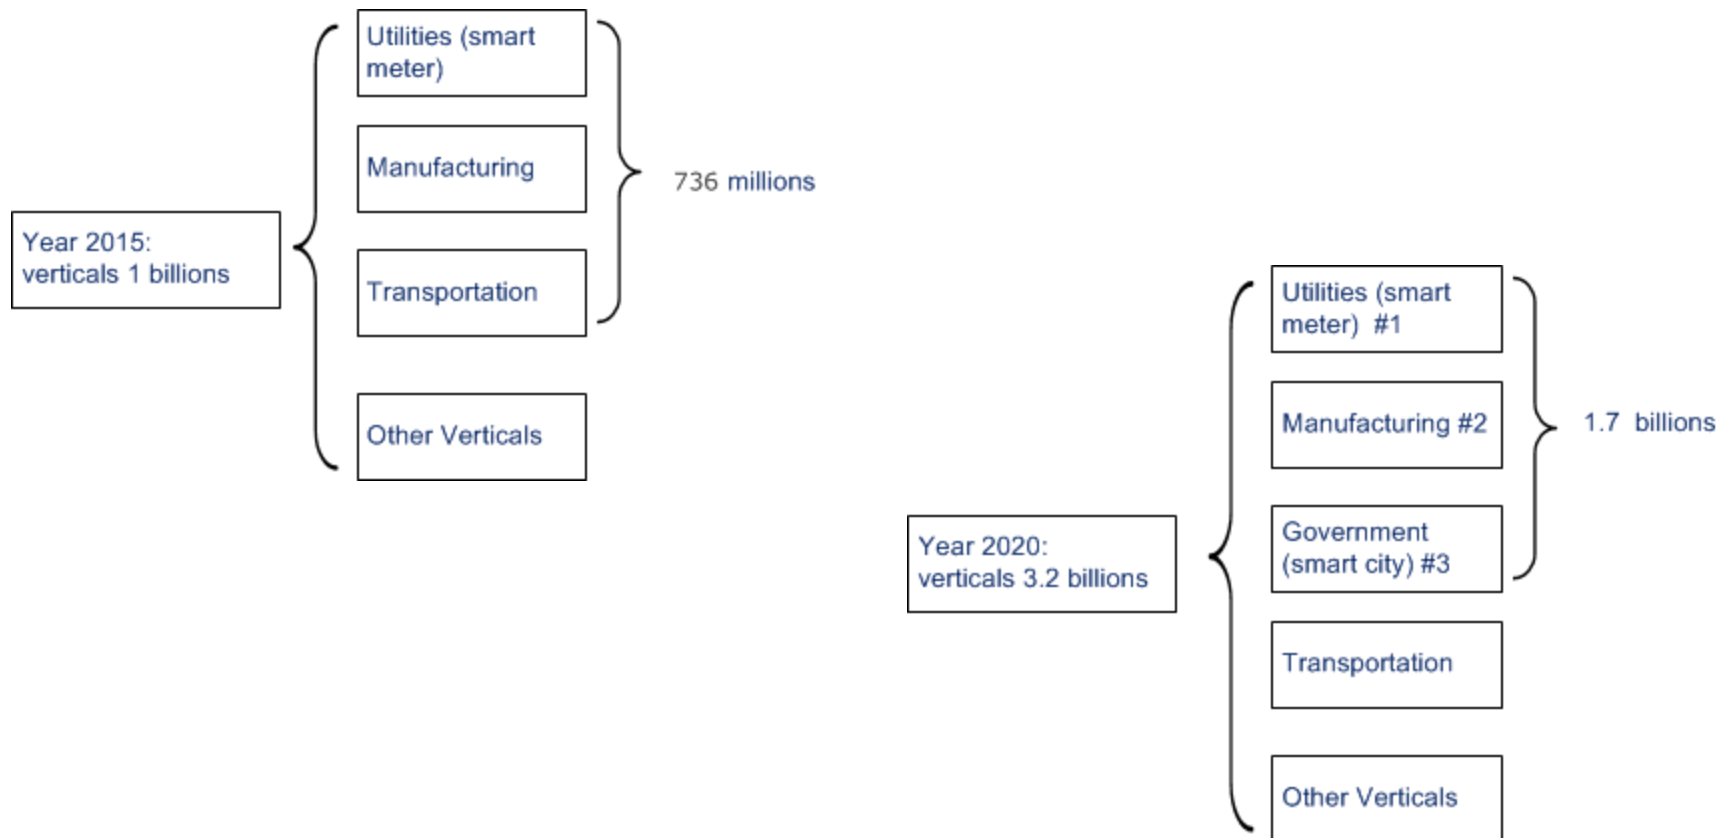 Utilities (smart
meter)
Manufacturing
736 millions
Year 2015:
verticals 1 billions
Transportation
Other Verticals
Utilities (smart
meter) #1
Manufacturing #2
1.7 billions
Government
(smart city) #3
Year 2020:
verticals 3.2 billions
Transportation
Other Verticals